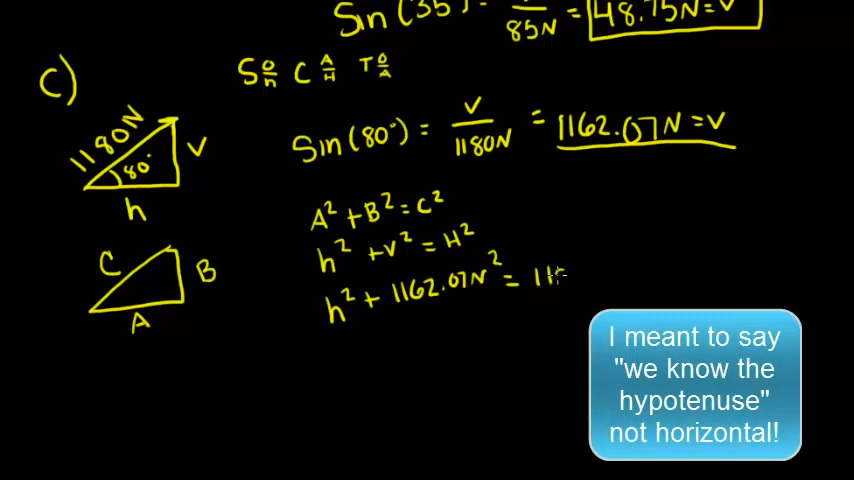 Sin (35°) = V/85N = 48.75N = V
C) S O/H C A/H T O/A
1180N
80°
V
h
Sin (80°) = V/1180N = 1162.07N = V
A² + B² = C²
h² + V² = H²
h² + 1162.07N² = 11
C
B
A
I meant to say
"we know the
hypotenuse"
not horizontal!